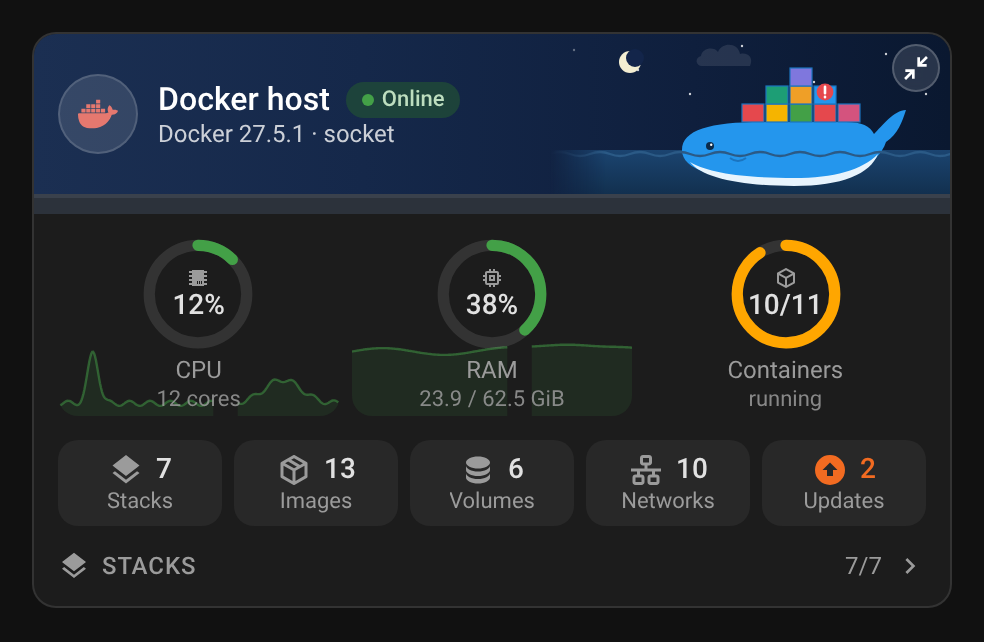 Docker host
Online
Docker 27.5.1 · socket
!
12%
38%
10/11
CPU
RAM
Containers
12 cores
23.9 / 62.5 GiB
running
7
13
6
10
2
Stacks
Images
Volumes
Networks
Updates
STACKS
7/7